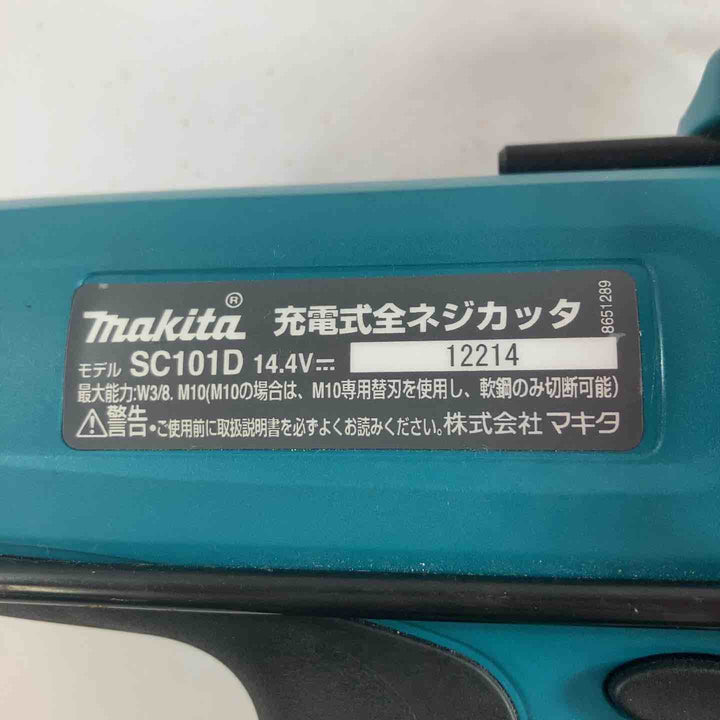 makita® 充電式全ネジカッタ
モデル SC101D 14.4V⎓ 12214
最大能力:W3/8. M10(M10の場合は、M10専用替刃を使用し、軟鋼のみ切断可能)
⚠警告・ご使用前に取扱説明書を必ずよくお読みください。株式会社 マキタ
8651289